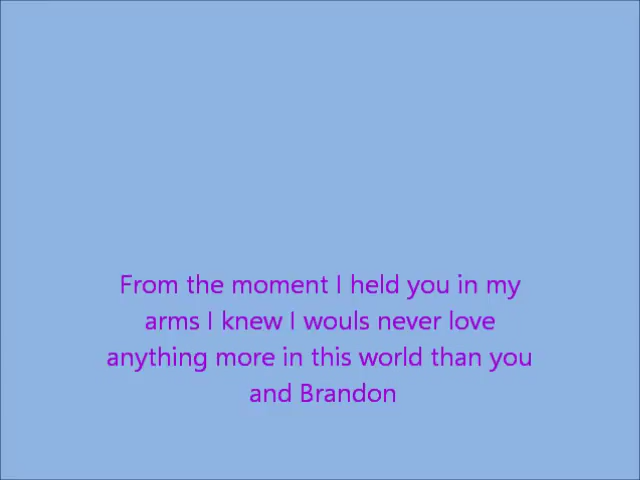 From the moment I held you in my
arms I knew I wouls never love
anything more in this world than you
and Brandon